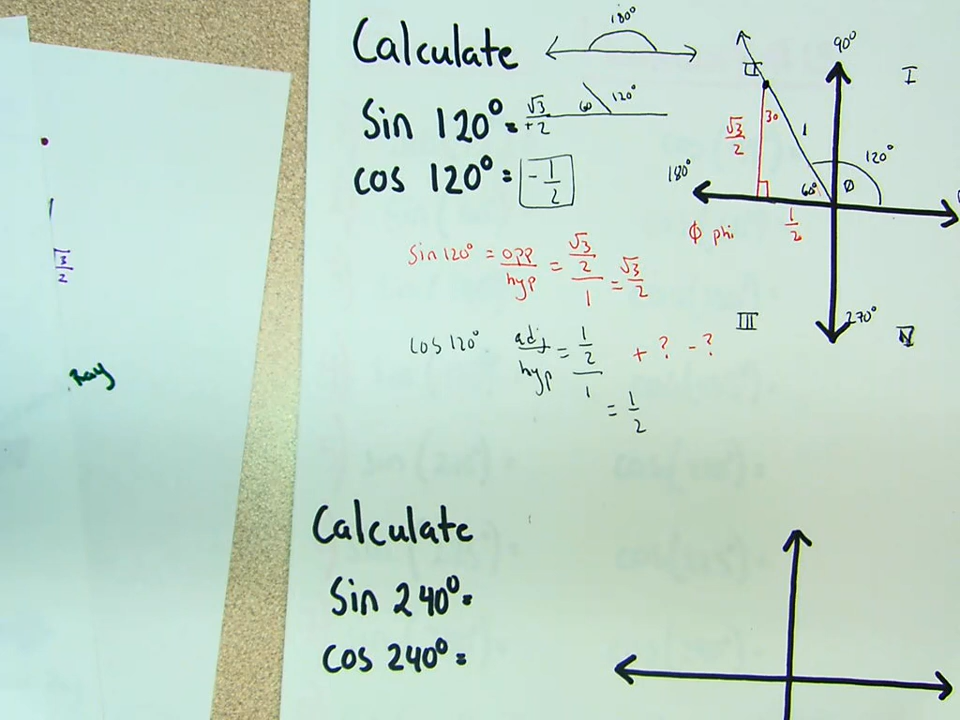 Calculate
180°
Sin 120° = √3/+2
60 120°
cos 120° = -1/2
Sin 120° = opp/hyp = √3/2/1 = √3/2
cos 120° adj/hyp = 1/2/1 + ? - ?
= 1/2
90°
I
II
30
√3/2
1
120°
180°
60°
Φ
Φ phi
1/2
III
270°
IV
√3/2
Ray
Calculate
Sin 240° =
cos 240° =